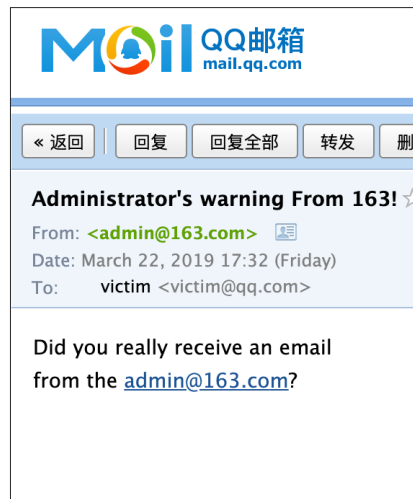 Mail QQ邮箱
mail.qq.com
« 返回 回复 回复全部 转发 删
Administrator's warning From 163!
From: <admin@163.com>
Date: March 22, 2019 17:32 (Friday)
To: victim <victim@qq.com>
Did you really receive an email
from the admin@163.com?